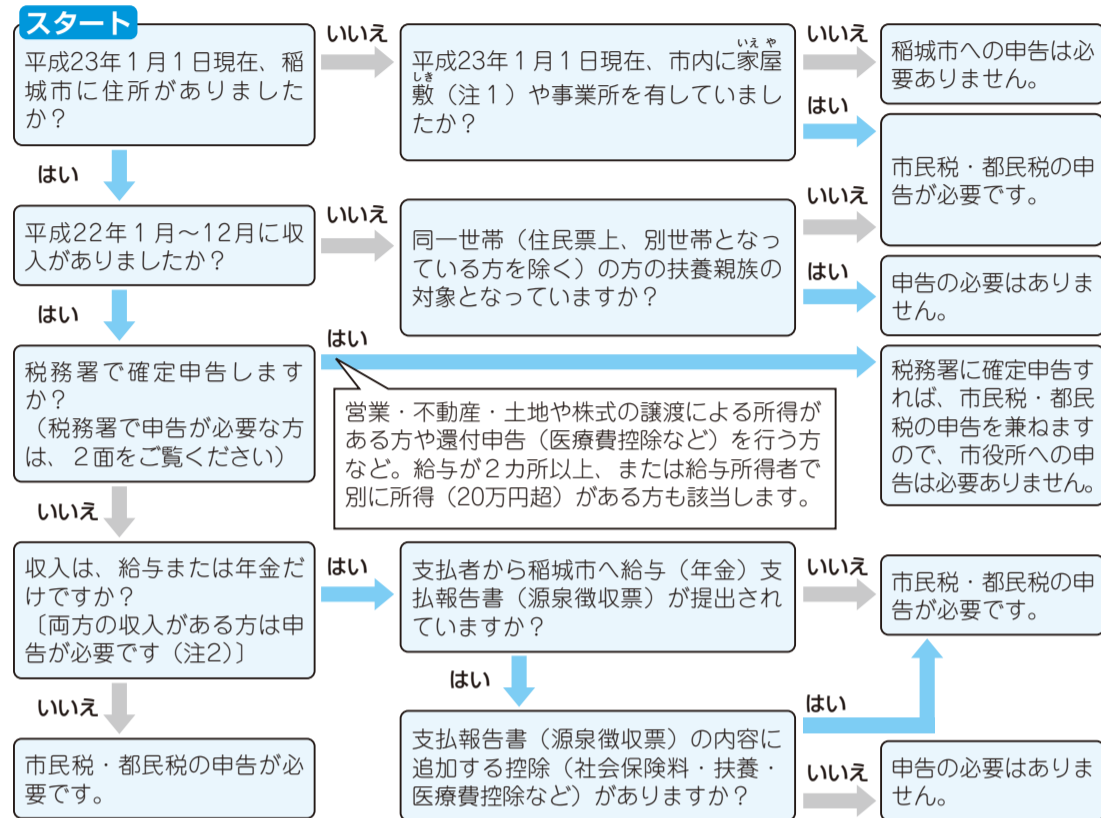 スタート
平成23年1月1日現在、稲
城市に住所がありました
か？
いいえ
平成23年1月1日現在、市内に家屋
敷（注1）や事業所を有していまし
たか？
いえや
しき
いいえ
稲城市への申告は必
要ありません。
はい
市民税・都民税の申
告が必要です。
はい
平成22年1月～12月に収
入がありましたか？
いいえ
同一世帯（住民票上、別世帯となっ
ている方を除く）の方の扶養親族の
対象となっていますか？
いいえ
はい
申告の必要はありま
せん。
はい
税務署で確定申告します
か？
（税務署で申告が必要な方
は、2面をご覧ください）
はい
営業・不動産・土地や株式の譲渡による所得が
ある方や還付申告（医療費控除など）を行う方
など。給与が2カ所以上、または給与所得者で
別に所得（20万円超）がある方も該当します。
税務署に確定申告す
れば、市民税・都民
税の申告を兼ねます
ので、市役所への申
告は必要ありません。
いいえ
収入は、給与または年金だ
けですか？
〔両方の収入がある方は申
告が必要です（注2）〕
はい
支払者から稲城市へ給与（年金）支
払報告書（源泉徴収票）が提出され
ていますか？
いいえ
市民税・都民税の申
告が必要です。
いいえ
市民税・都民税の申告が必
要です。
はい
支払報告書（源泉徴収票）の内容に
追加する控除（社会保険料・扶養・
医療費控除など）がありますか？
はい
いいえ
申告の必要はありま
せん。